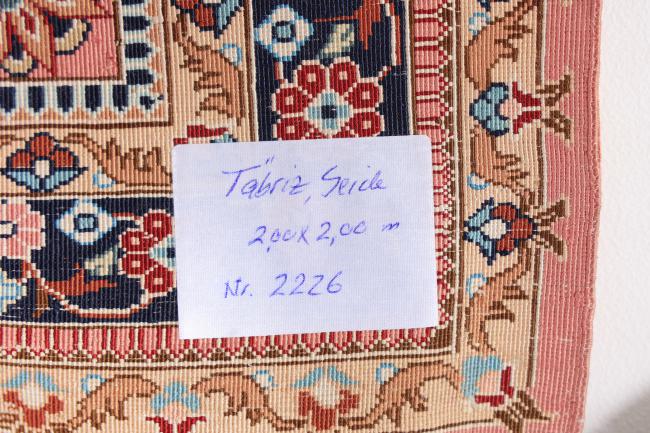 Täbriz, Seide
2,00 x 2,00 m
Nr. 2226